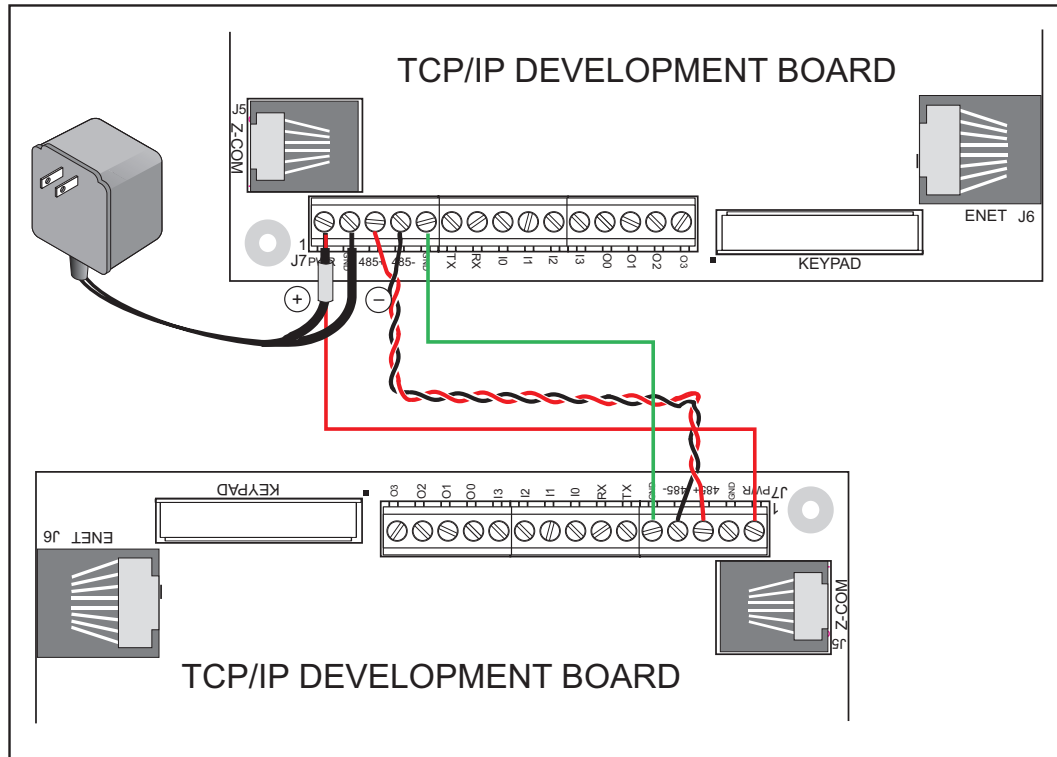 TCP/IP DEVELOPMENT BOARD
J5
Z-COM
ENET J6
1
J7 PWR GND 485+ 485- GND TX RX I0 I1 I2 I3 O0 O1 O2 O3
KEYPAD
+
–
KEYPAD
O3 O2 O1 O0 I3 I2 I1 I0 RX TX GND 485- 485+ GND PWR J7
1
J6 ENET
Z-COM
J5
TCP/IP DEVELOPMENT BOARD